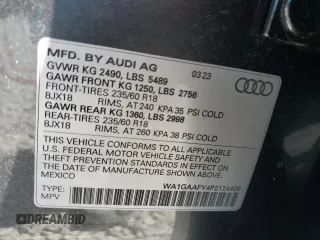 MFD. BY AUDI AG
03 23
GVWR KG 2490, LBS 5489
GAWR FRONT KG 1250, LBS 2756
FRONT-TIRES 235/60 R18
8JX18 RIMS, AT 240 KPA 35 PSI COLD
GAWR REAR KG 1360, LBS 2998
REAR-TIRES 235/60 R18
8JX18 RIMS, AT 260 KPA 38 PSI COLD
THIS VEHICLE CONFORMS TO ALL APPLICABLE
U.S. FEDERAL MOTOR VEHICLE SAFETY AND
THEFT PREVENTION STANDARDS IN EFFECT ON
THE DATE OF MANUFACTURE SHOWN ABOVE.
MEXICO
TYPE: WA1GAAFY4P2124408
MPV